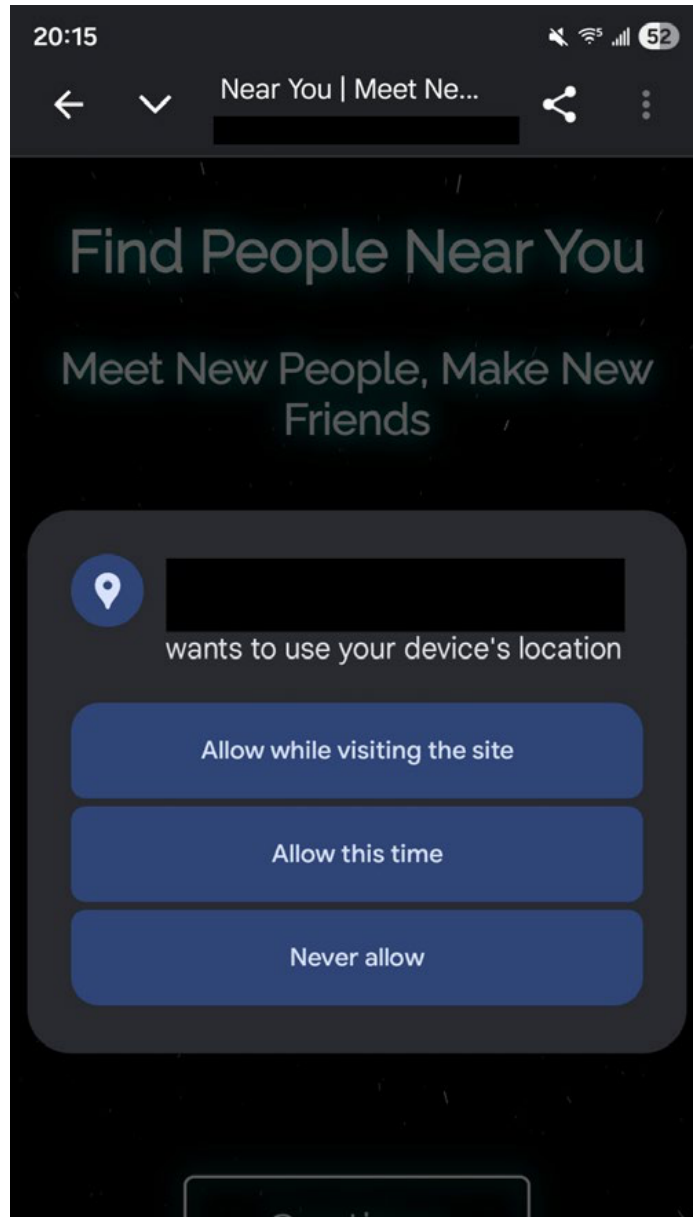 20:15
52
Near You | Meet Ne...
Find People Near You
Meet New People, Make New
Friends
wants to use your device's location
Allow while visiting the site
Allow this time
Never allow